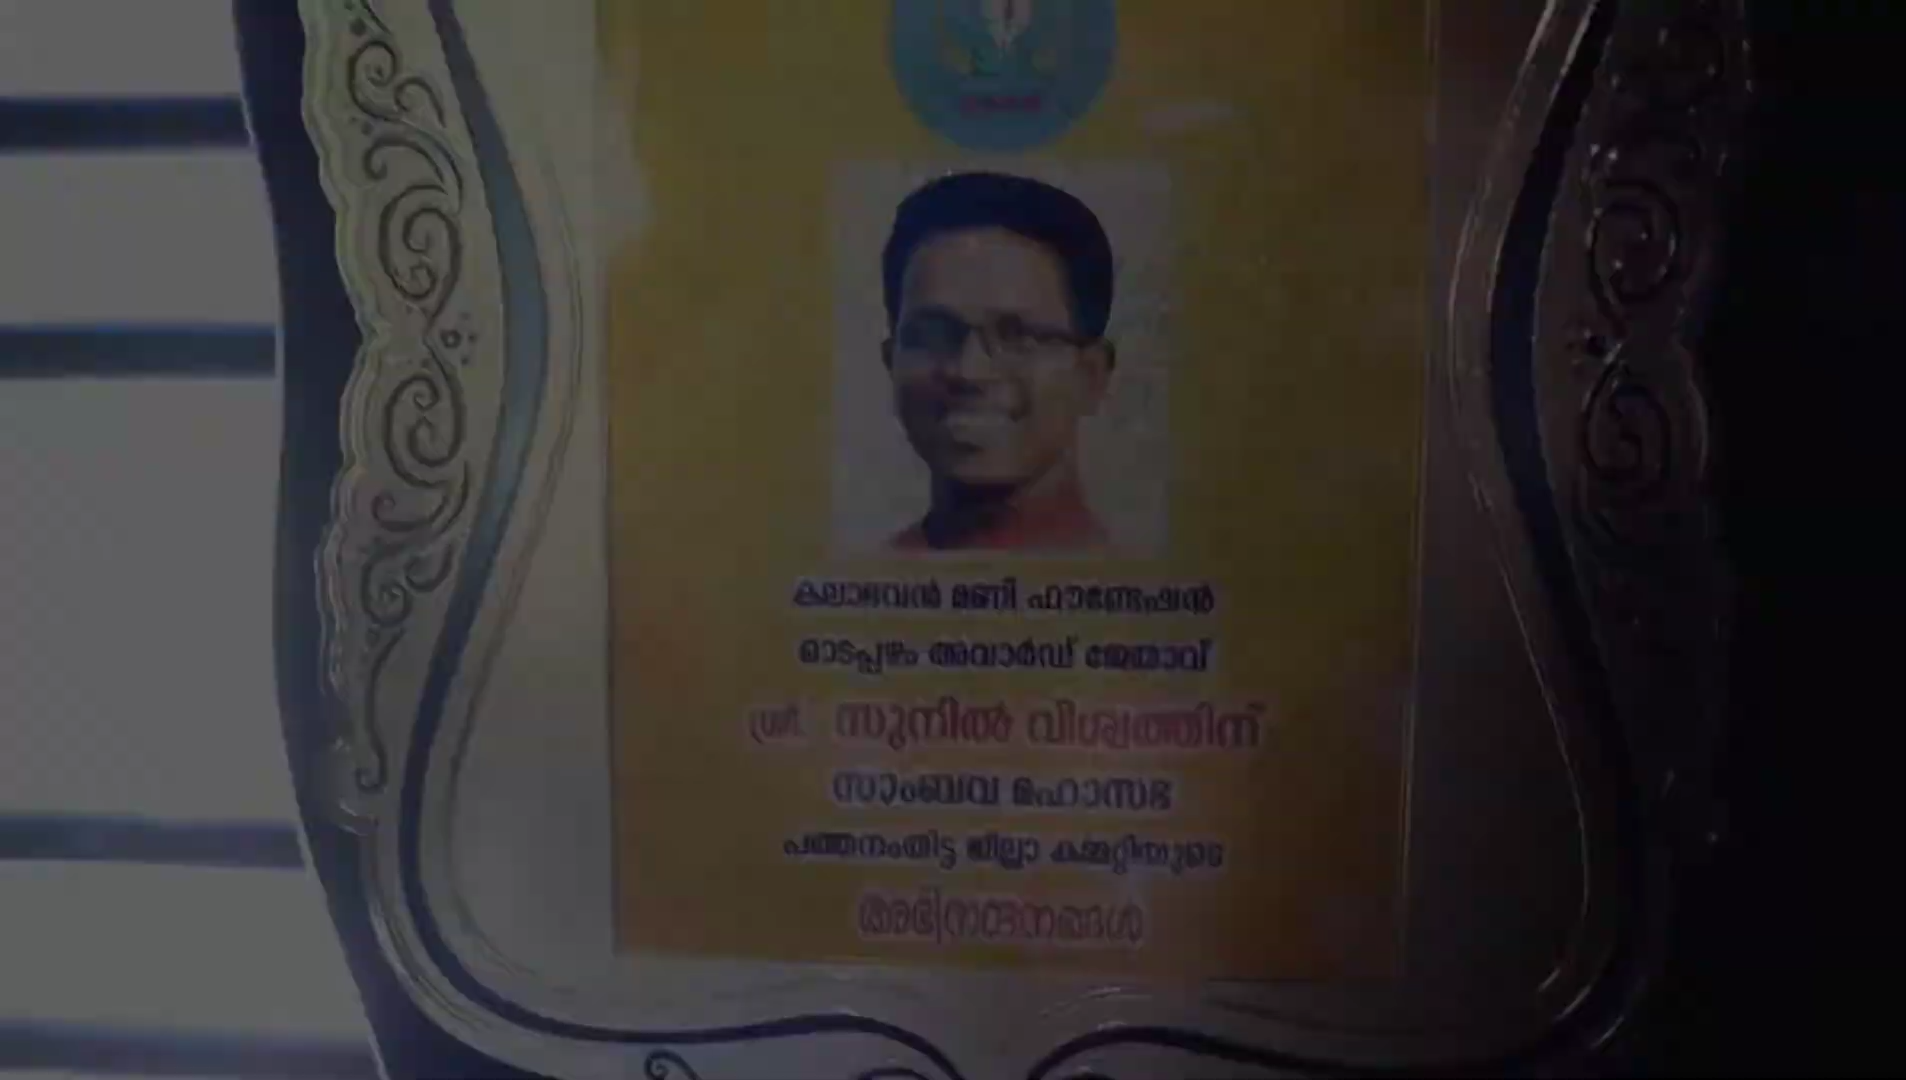 കലാഭവൻ മണി ഫൗണ്ടേഷൻ
ഓടപ്പഴം അവാർഡ് ജേതാവ്
ശ്രീ. സുനിൽ വിശ്വത്തിന്
സാംബവ മഹാസഭ
പത്തനംതിട്ട ജില്ലാ കമ്മറ്റിയുടെ
അഭിനന്ദനങ്ങൾ